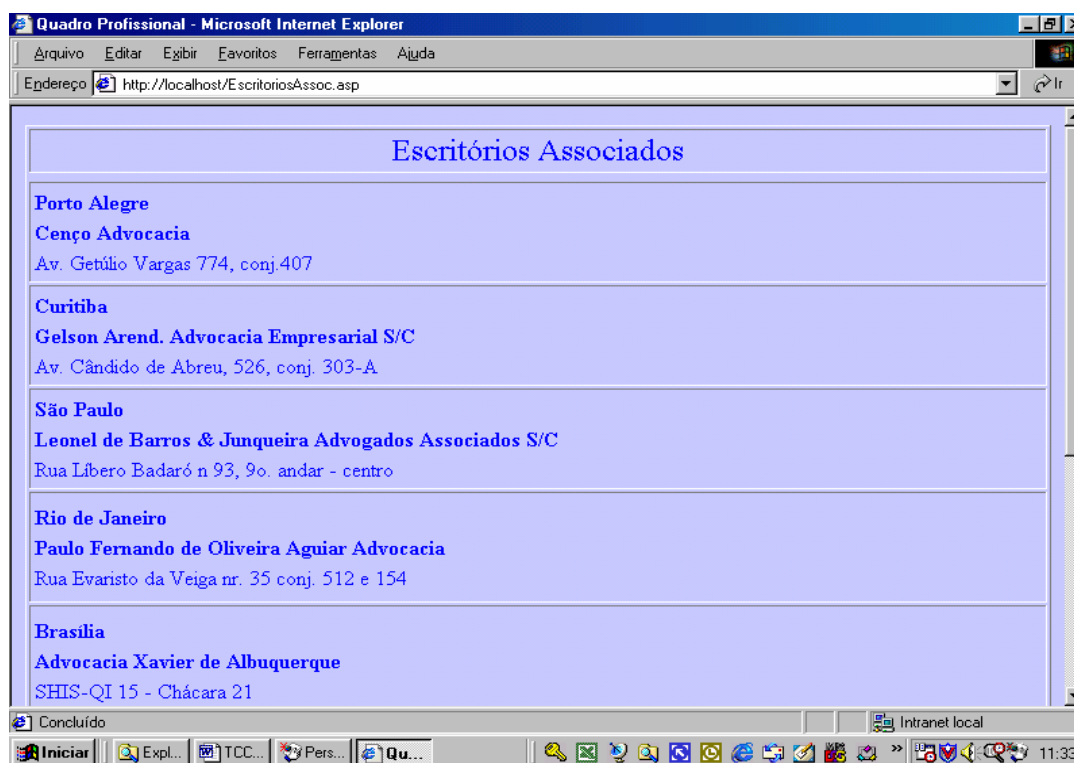 Quadro Profissional - Microsoft Internet Explorer
Arquivo Editar Exibir Favoritos Ferramentas Ajuda
Endereço http://localhost/EscritoriosAssoc.asp Ir
Escritórios Associados
Porto Alegre
Cenço Advocacia
Av. Getúlio Vargas 774, conj.407
Curitiba
Gelson Arend. Advocacia Empresarial S/C
Av. Cândido de Abreu, 526, conj. 303-A
São Paulo
Leonel de Barros & Junqueira Advogados Associados S/C
Rua Líbero Badaró n 93, 9o. andar - centro
Rio de Janeiro
Paulo Fernando de Oliveira Aguiar Advocacia
Rua Evaristo da Veiga nr. 35 conj. 512 e 154
Brasília
Advocacia Xavier de Albuquerque
SHIS-QI 15 - Chácara 21
Concluído Intranet local
Iniciar Expl... TCC... Pers... Qu... » 11:33